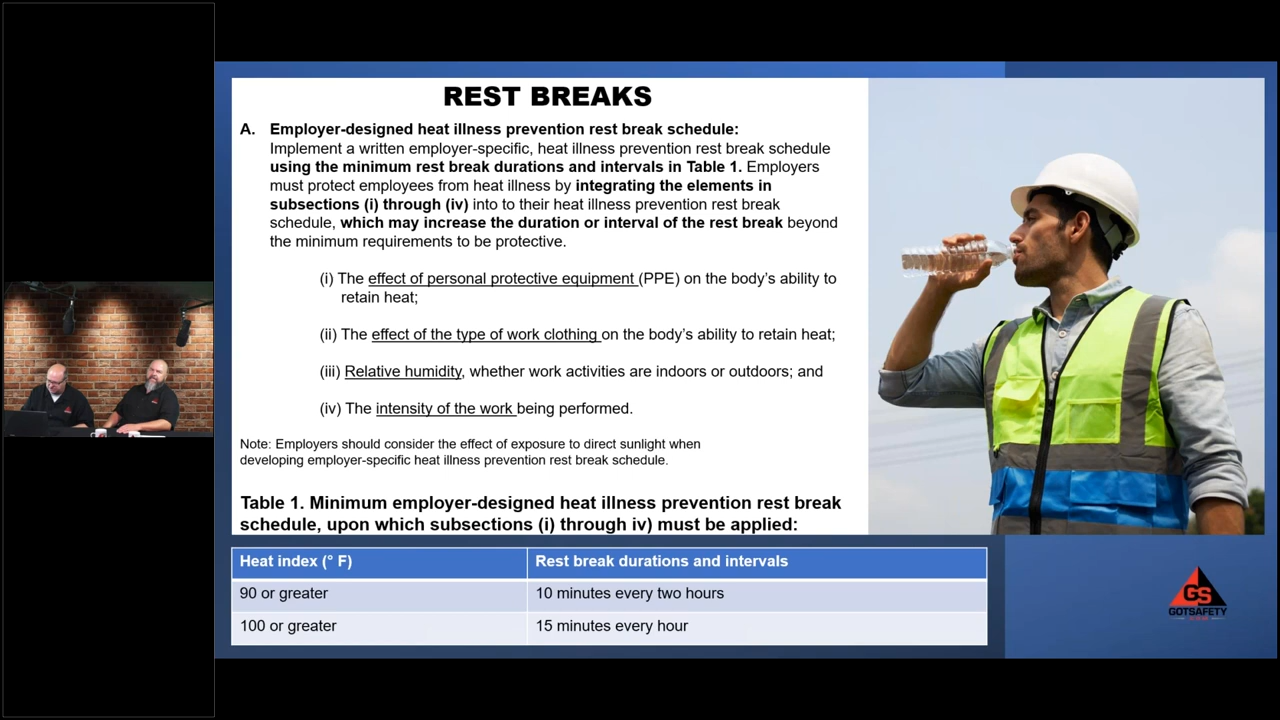 REST BREAKS
A. Employer-designed heat illness prevention rest break schedule:
Implement a written employer-specific, heat illness prevention rest break schedule
using the minimum rest break durations and intervals in Table 1. Employers
must protect employees from heat illness by integrating the elements in
subsections (i) through (iv) into to their heat illness prevention rest break
schedule, which may increase the duration or interval of the rest break beyond
the minimum requirements to be protective.
(i) The effect of personal protective equipment (PPE) on the body's ability to
retain heat;
(ii) The effect of the type of work clothing on the body's ability to retain heat;
(iii) Relative humidity, whether work activities are indoors or outdoors; and
(iv) The intensity of the work being performed.
Note: Employers should consider the effect of exposure to direct sunlight when
developing employer-specific heat illness prevention rest break schedule.
Table 1. Minimum employer-designed heat illness prevention rest break
schedule, upon which subsections (i) through iv) must be applied:
Heat index (° F) Rest break durations and intervals
90 or greater 10 minutes every two hours
100 or greater 15 minutes every hour
GS
GOTSAFETY